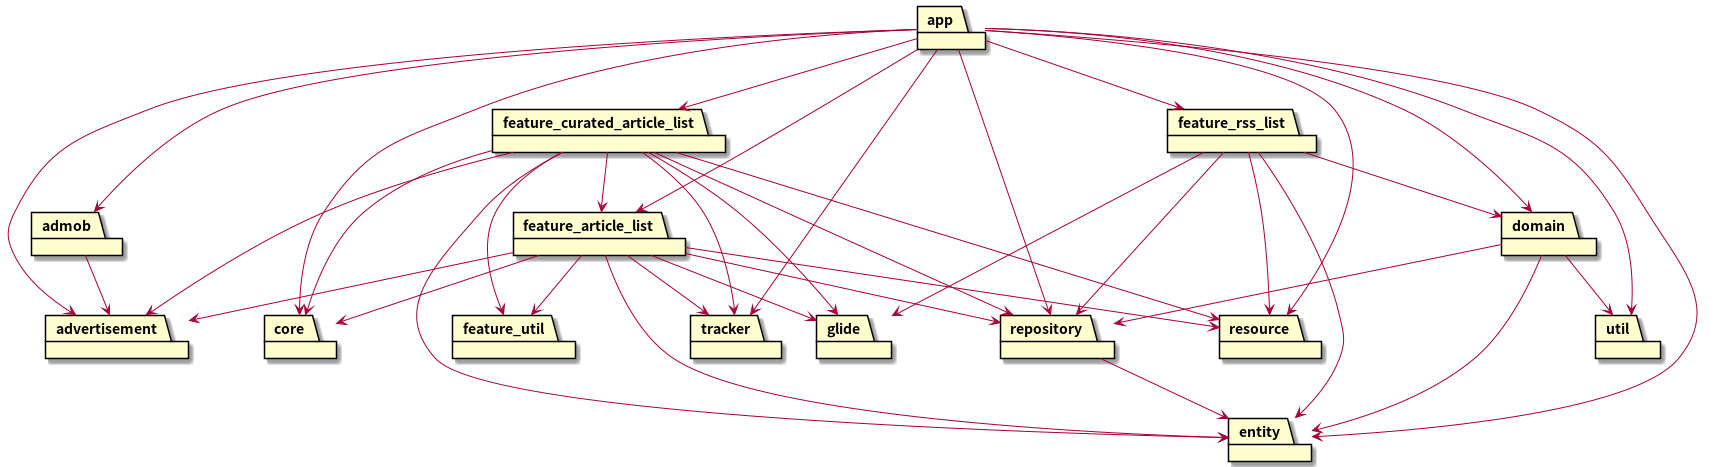 app
feature_curated_article_list
feature_rss_list
admob
feature_article_list
domain
advertisement
core
feature_util
tracker
glide
repository
resource
util
entity